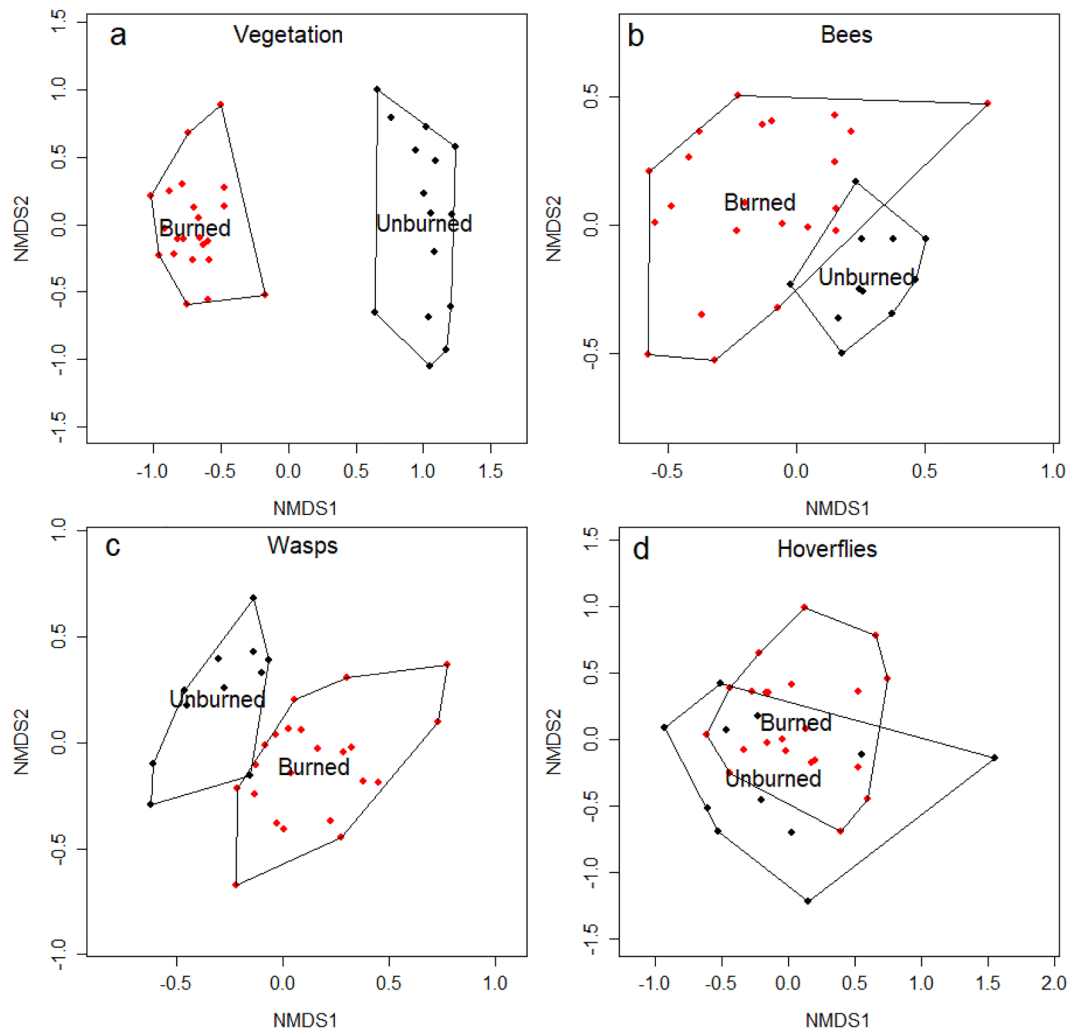 a Vegetation
1.5
1.0
0.5
0.0
-0.5
-1.0
-1.5
NMDS2
Burned
Unburned
-1.0 -0.5 0.0 0.5 1.0 1.5
NMDS1
b Bees
0.5
0.0
-0.5
NMDS2
Burned
Unburned
-0.5 0.0 0.5 1.0
NMDS1
c Wasps
1.0
0.5
0.0
-0.5
-1.0
NMDS2
Unburned
Burned
-0.5 0.0 0.5 1.0
NMDS1
d Hoverflies
1.5
1.0
0.5
0.0
-0.5
-1.0
-1.5
NMDS2
Burned
Unburned
-1.0 -0.5 0.0 0.5 1.0 1.5 2.0
NMDS1